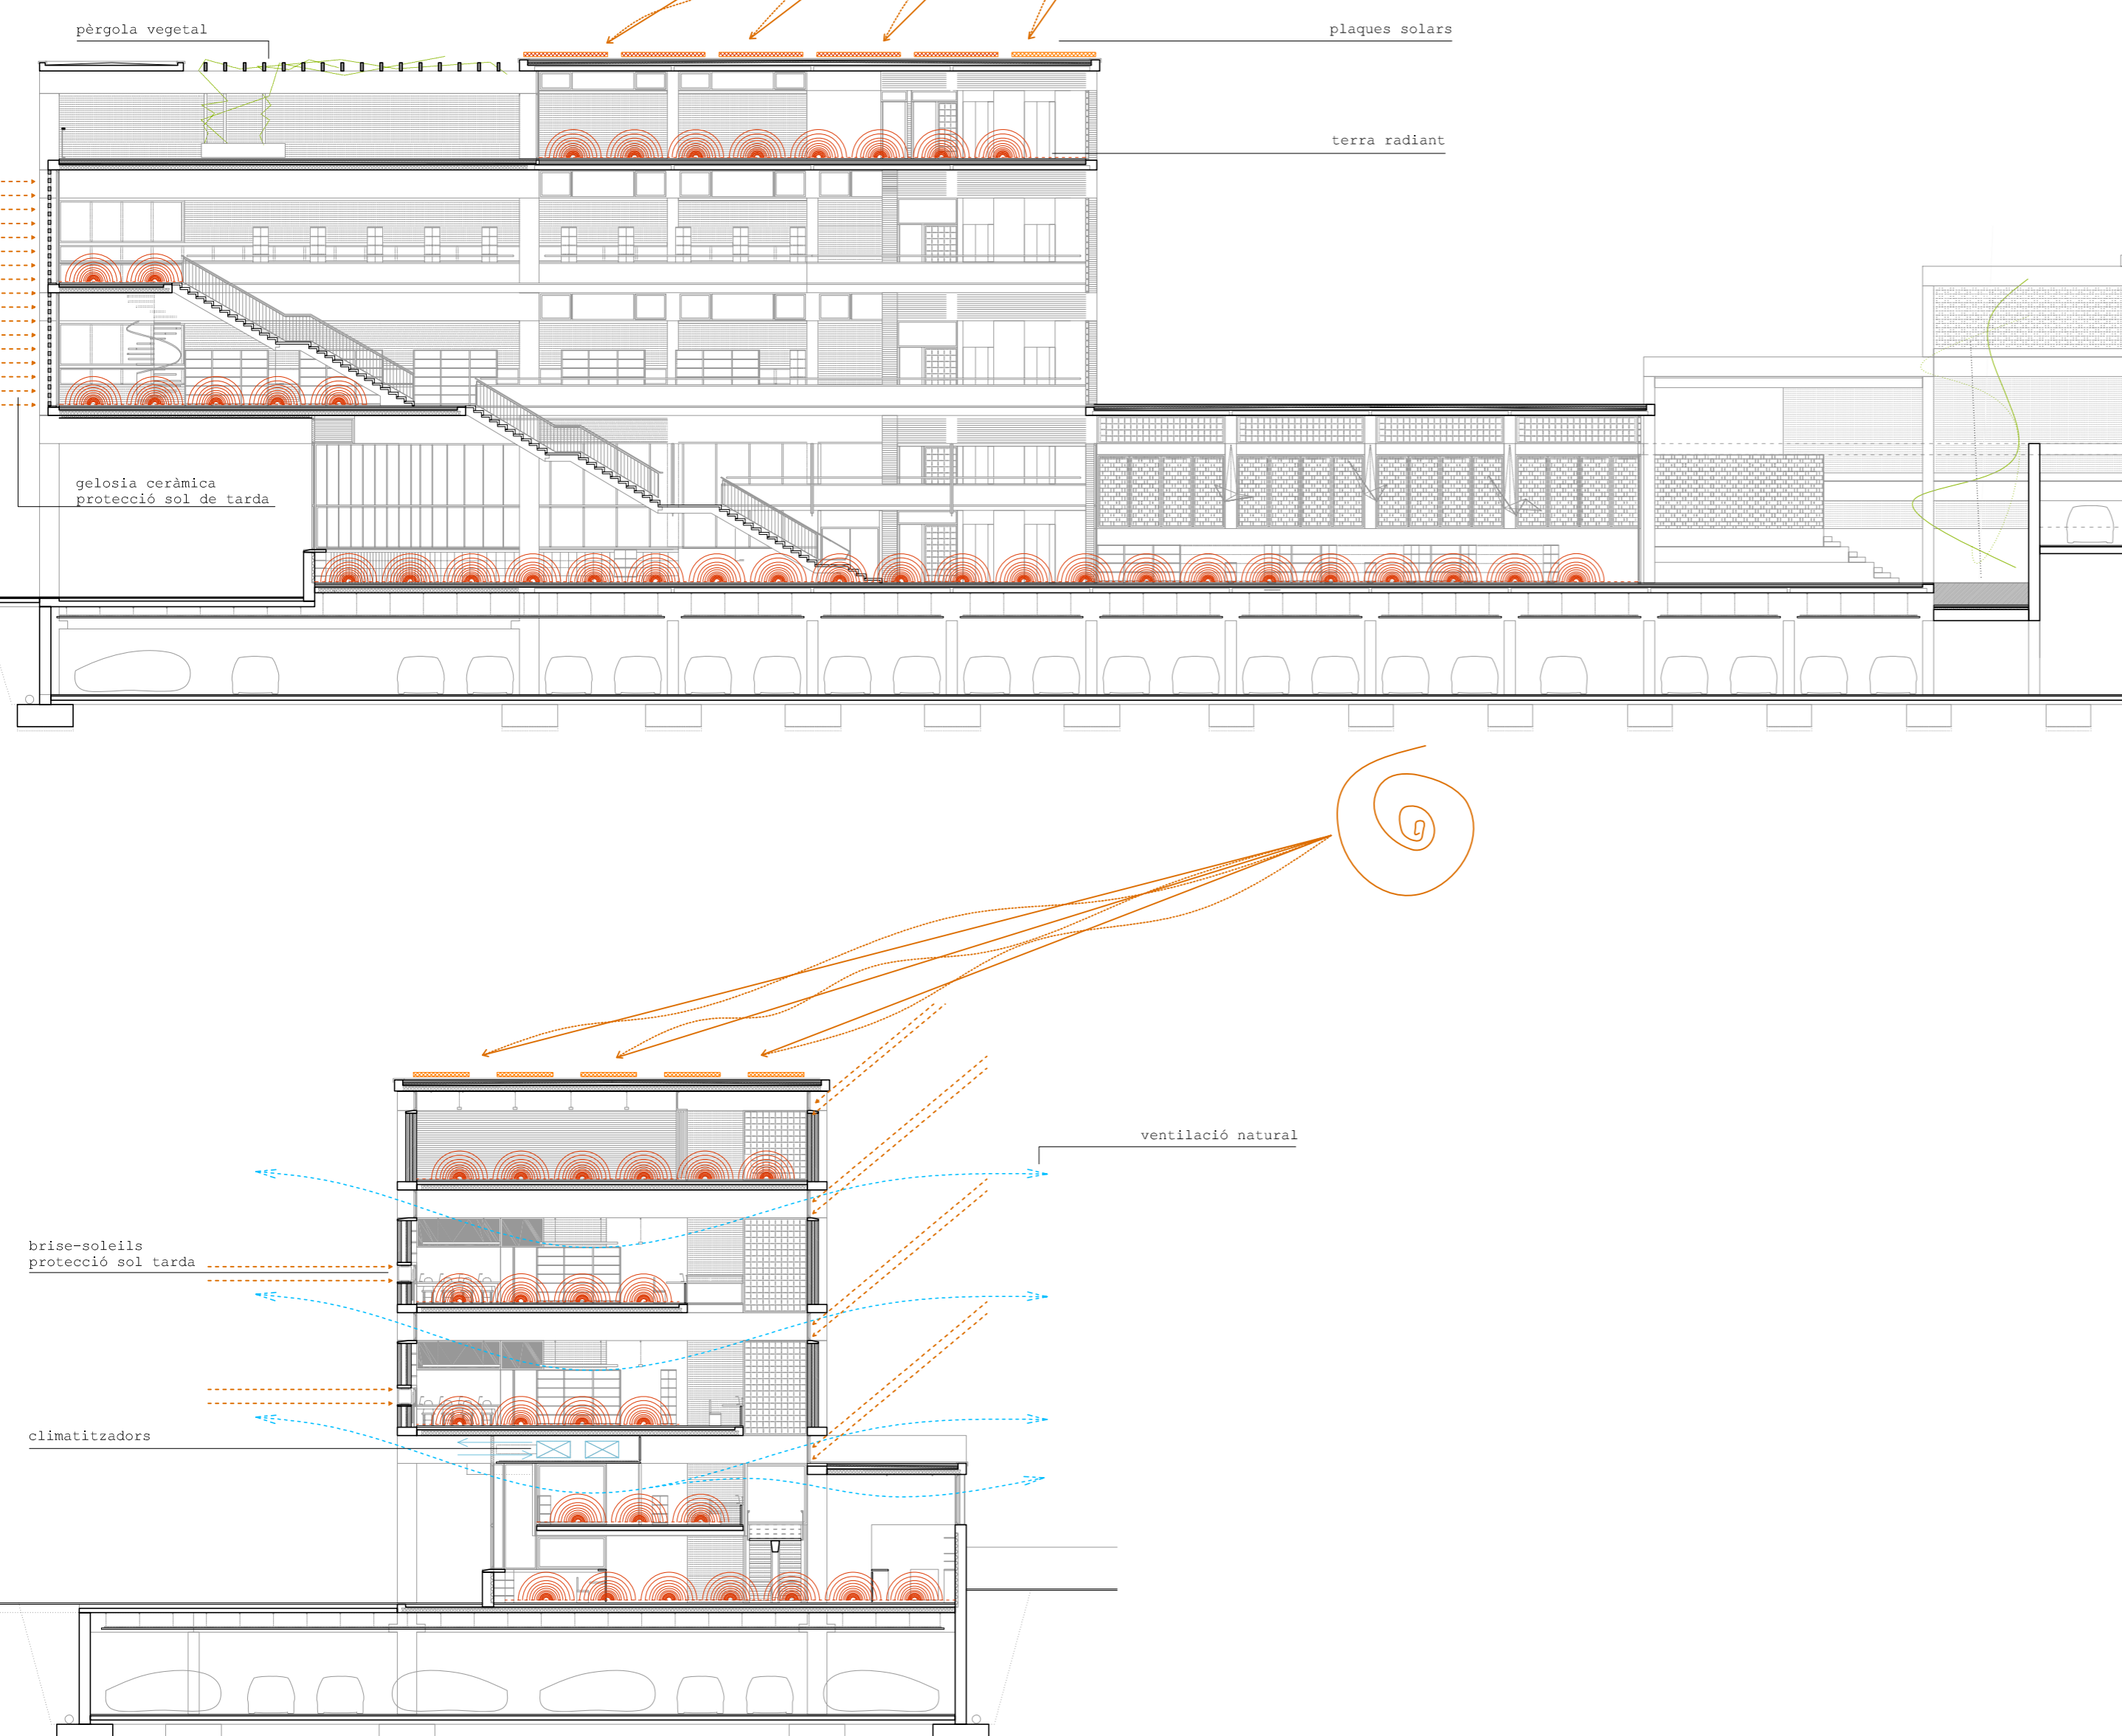 pèrgola vegetal
plaques solars
terra radiant
gelosia ceràmica
protecció sol de tarda
ventilació natural
brise-soleils
protecció sol tarda
climatitzadors